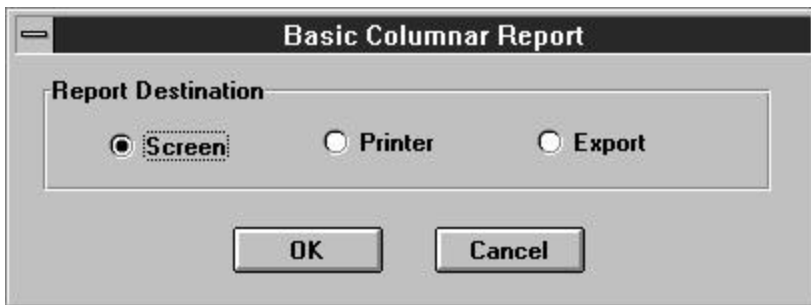 Basic Columnar Report
Report Destination
Screen Printer Export
OK Cancel